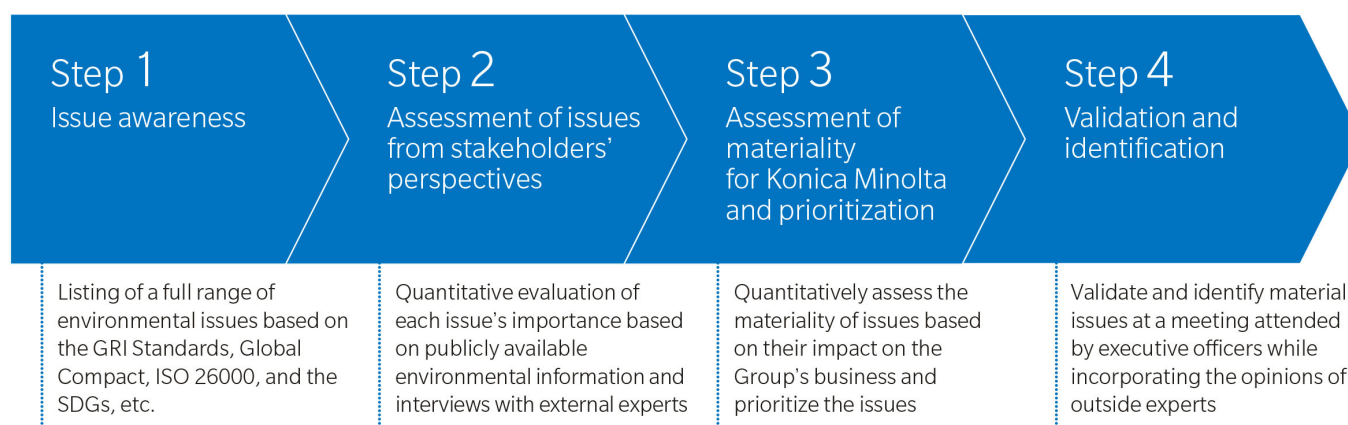 Step 1
Issue awareness
Listing of a full range of
environmental issues based on
the GRI Standards, Global
Compact, ISO 26000, and the
SDGs, etc.
Step 2
Assessment of issues
from stakeholders’
perspectives
Quantitative evaluation of
each issue’s importance based
on publicly available
environmental information and
interviews with external experts
Step 3
Assessment of
materiality
for Konica Minolta
and prioritization
Quantitatively assess the
materiality of issues based
on their impact on the
Group’s business and
prioritize the issues
Step 4
Validation and
identification
Validate and identify material
issues at a meeting attended
by executive officers while
incorporating the opinions of
outside experts